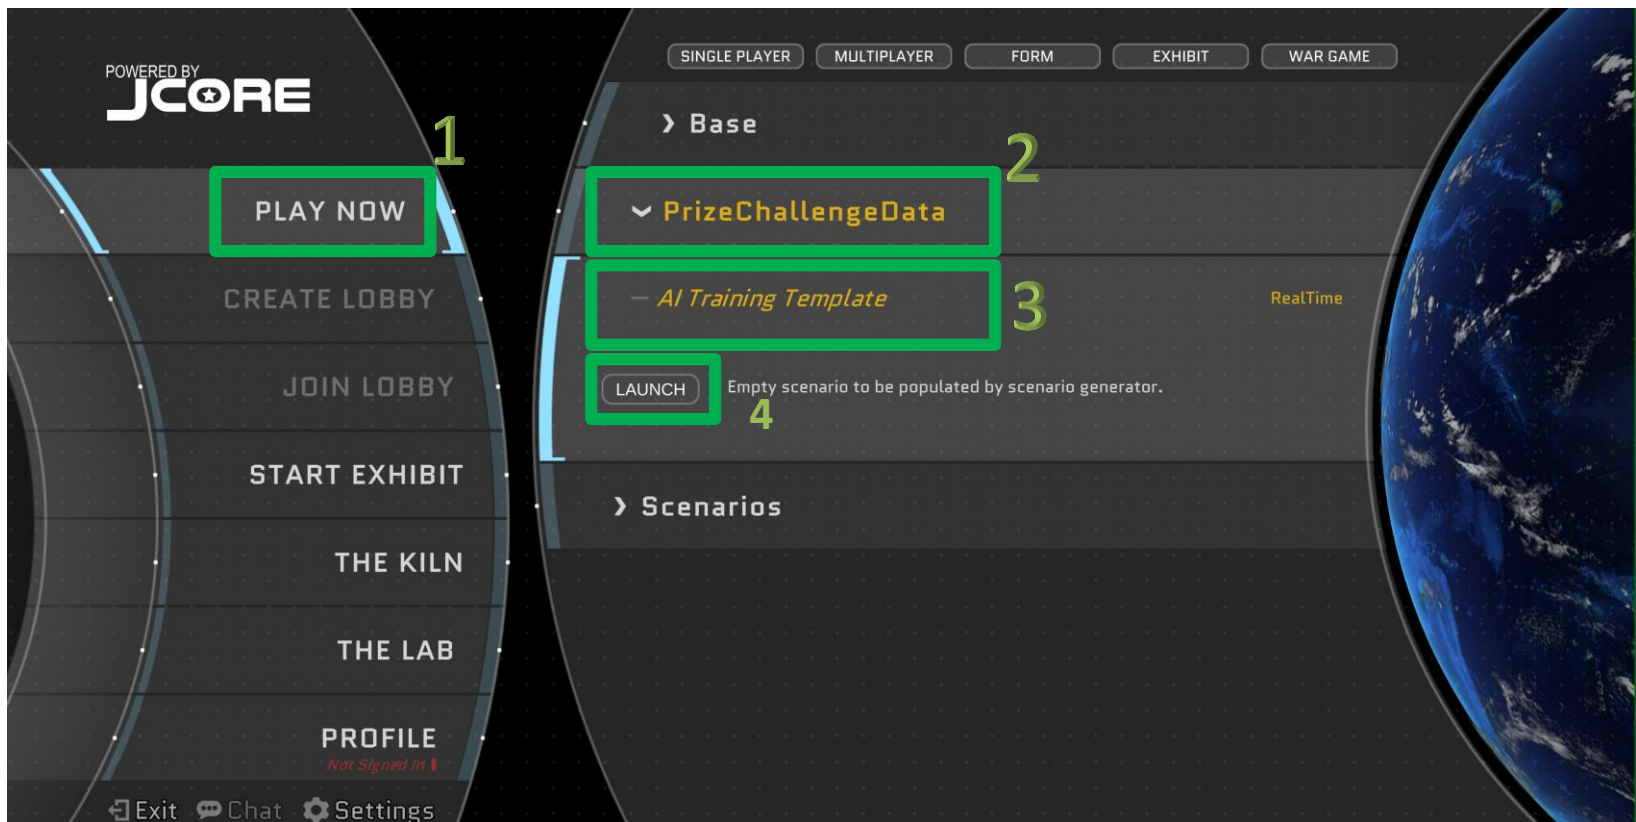 POWERED BY
JCORE
1
PLAY NOW
CREATE LOBBY
JOIN LOBBY
START EXHIBIT
THE KILN
THE LAB
PROFILE
Not Signed In
Exit Chat Settings
SINGLE PLAYER MULTIPLAYER FORM EXHIBIT WAR GAME
Base
2
PrizeChallengeData
AI Training Template RealTime
3
LAUNCH Empty scenario to be populated by scenario generator.
4
Scenarios